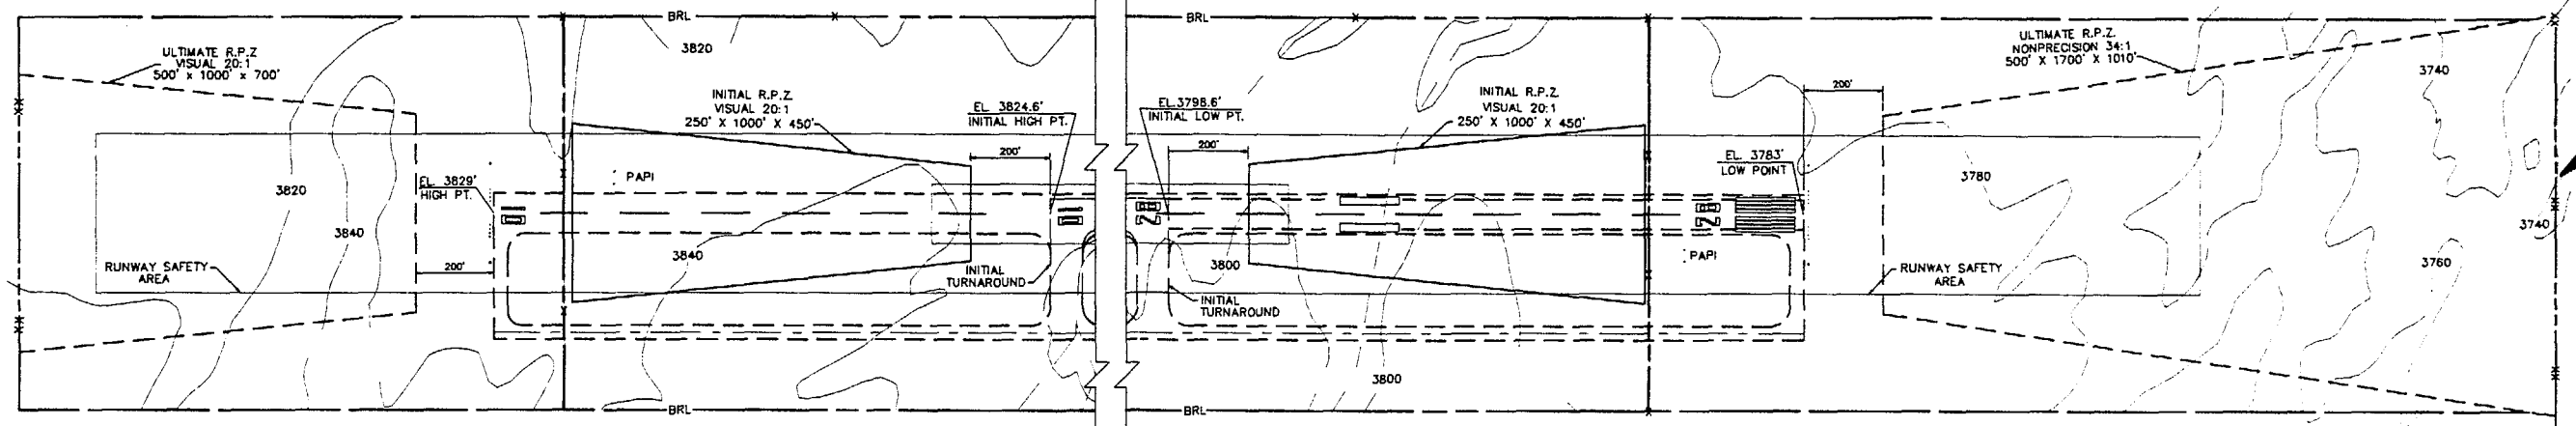 BRL
BRL
3820
ULTIMATE R.P.Z
VISUAL 20:1
500' x 1000' x 700'
INITIAL R.P.Z.
VISUAL 20:1
250' X 1000' X 450'
EL. 3824.6'
INITIAL HIGH PT.
200'
PAPI
EL. 3829'
HIGH PT.
3820
3840
3840
200'
RUNWAY SAFETY
AREA
INITIAL
TURNAROUND
BRL
EL. 3798.6'
INITIAL LOW PT.
200'
INITIAL R.P.Z.
VISUAL 20:1
250' X 1000' X 450'
ULTIMATE R.P.Z.
NONPRECISION 34:1
500' X 1700' X 1010'
200'
EL. 3783'
LOW POINT
28
28
3740
3780
3740
3760
3800
PAPI
RUNWAY SAFETY
AREA
INITIAL
TURNAROUND
3800
BRL